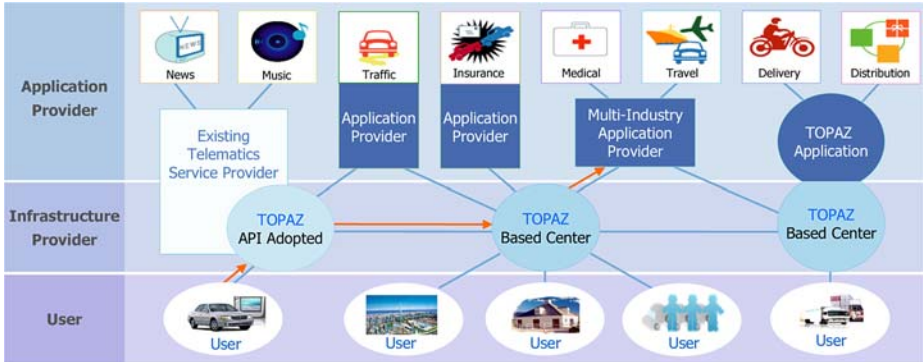 NEWS
News
Music
Traffic
Insurance
Medical
Travel
Delivery
Distribution
Application
Provider
Existing
Telematics
Service Provider
Application
Provider
Application
Provider
Multi-Industry
Application
Provider
TOPAZ
Application
Infrastructure
Provider
TOPAZ
API Adopted
TOPAZ
Based Center
TOPAZ
Based Center
User
User
User
User
User
User